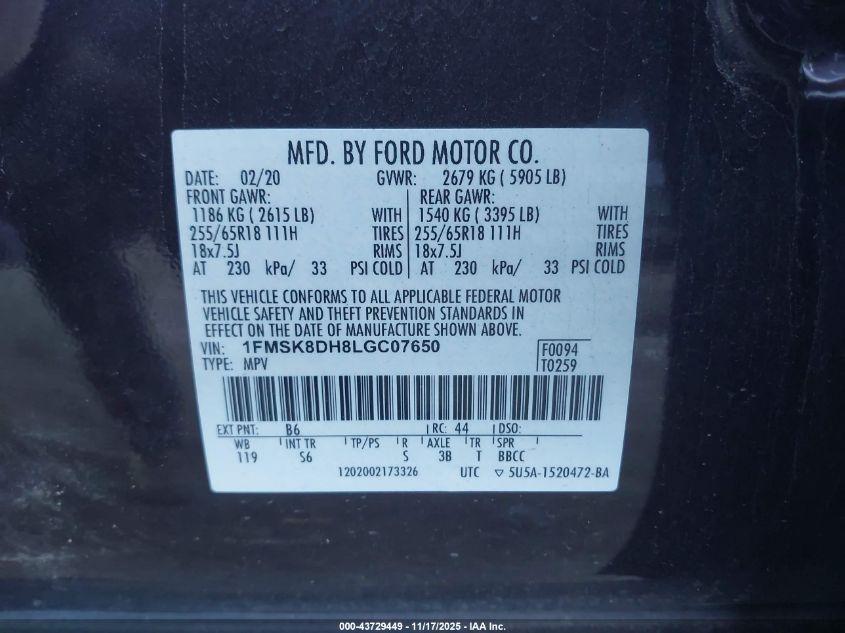 MFD. BY FORD MOTOR CO.
DATE: 02/20 GVWR: 2679 KG ( 5905 LB)
FRONT GAWR: REAR GAWR:
1186 KG ( 2615 LB) WITH 1540 KG ( 3395 LB) WITH
255/65R18 111H TIRES 255/65R18 111H TIRES
18x7.5J RIMS 18x7.5J RIMS
AT 230 kPa/ 33 PSI COLD AT 230 kPa/ 33 PSI COLD
THIS VEHICLE CONFORMS TO ALL APPLICABLE FEDERAL MOTOR
VEHICLE SAFETY AND THEFT PREVENTION STANDARDS IN
EFFECT ON THE DATE OF MANUFACTURE SHOWN ABOVE.
VIN: 1FMSK8DH8LGC07650 F0094
TYPE: MPV T0259
EXT PNT: B6 RC: 44 DSO:
WB INT TR TP/PS R AXLE TR SPR
119 S6 S 3B T BBCC
1202002173326 UTC ▽ 5U5A-1520472-BA
000-43729449 - 11/17/2025 - IAA Inc.